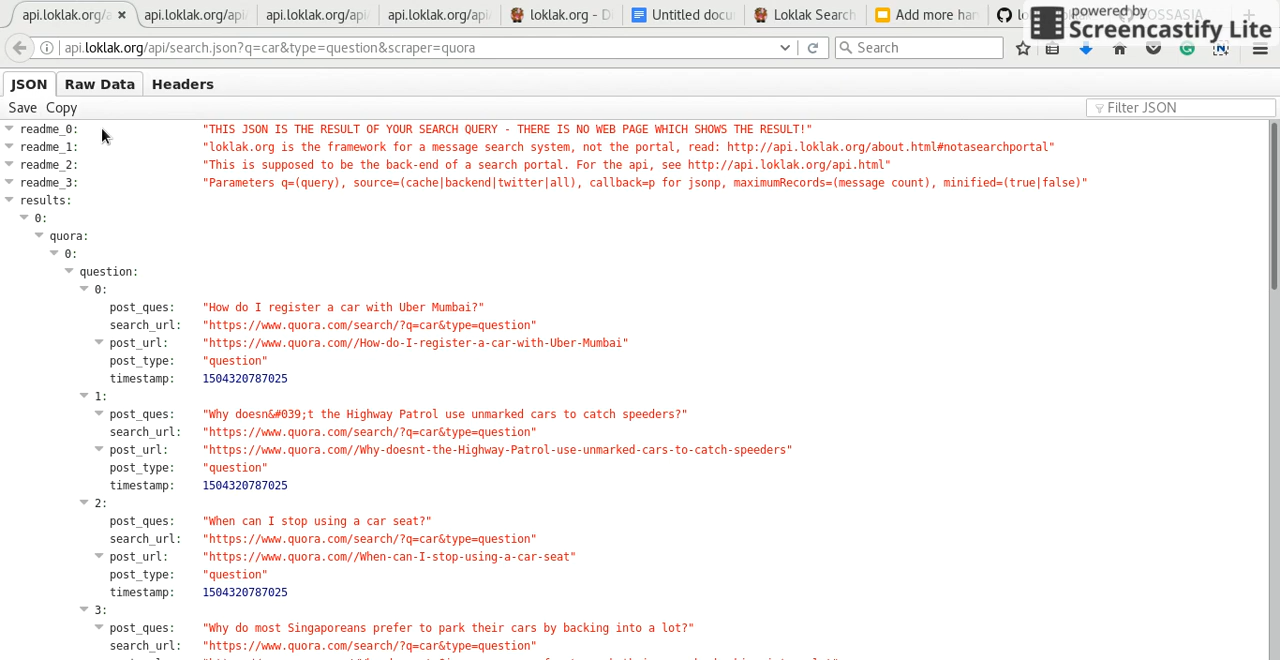 api.loklak.org/a
api.loklak.org/api
api.loklak.org/api
api.loklak.org/api
loklak.org - D
Untitled docu
Loklak Search
Add more har
OSSASIA
powered by
Screencastify Lite
api.loklak.org/api/search.json?q=car&type=question&scraper=quora
Search
JSON Raw Data Headers
Save Copy
Filter JSON
readme_0: "THIS JSON IS THE RESULT OF YOUR SEARCH QUERY - THERE IS NO WEB PAGE WHICH SHOWS THE RESULT!"
readme_1: "loklak.org is the framework for a message search system, not the portal, read: http://api.loklak.org/about.html#notasearchportal"
readme_2: "This is supposed to be the back-end of a search portal. For the api, see http://api.loklak.org/api.html"
readme_3: "Parameters q=(query), source=(cache|backend|twitter|all), callback=p for jsonp, maximumRecords=(message count), minified=(true|false)"
results:
0:
quora:
0:
question:
0:
post_ques: "How do I register a car with Uber Mumbai?"
search_url: "https://www.quora.com/search/?q=car&type=question"
post_url: "https://www.quora.com//How-do-I-register-a-car-with-Uber-Mumbai"
post_type: "question"
timestamp: 1504320787025
1:
post_ques: "Why doesn&#039;t the Highway Patrol use unmarked cars to catch speeders?"
search_url: "https://www.quora.com/search/?q=car&type=question"
post_url: "https://www.quora.com//Why-doesnt-the-Highway-Patrol-use-unmarked-cars-to-catch-speeders"
post_type: "question"
timestamp: 1504320787025
2:
post_ques: "When can I stop using a car seat?"
search_url: "https://www.quora.com/search/?q=car&type=question"
post_url: "https://www.quora.com//When-can-I-stop-using-a-car-seat"
post_type: "question"
timestamp: 1504320787025
3:
post_ques: "Why do most Singaporeans prefer to park their cars by backing into a lot?"
search_url: "https://www.quora.com/search/?q=car&type=question"